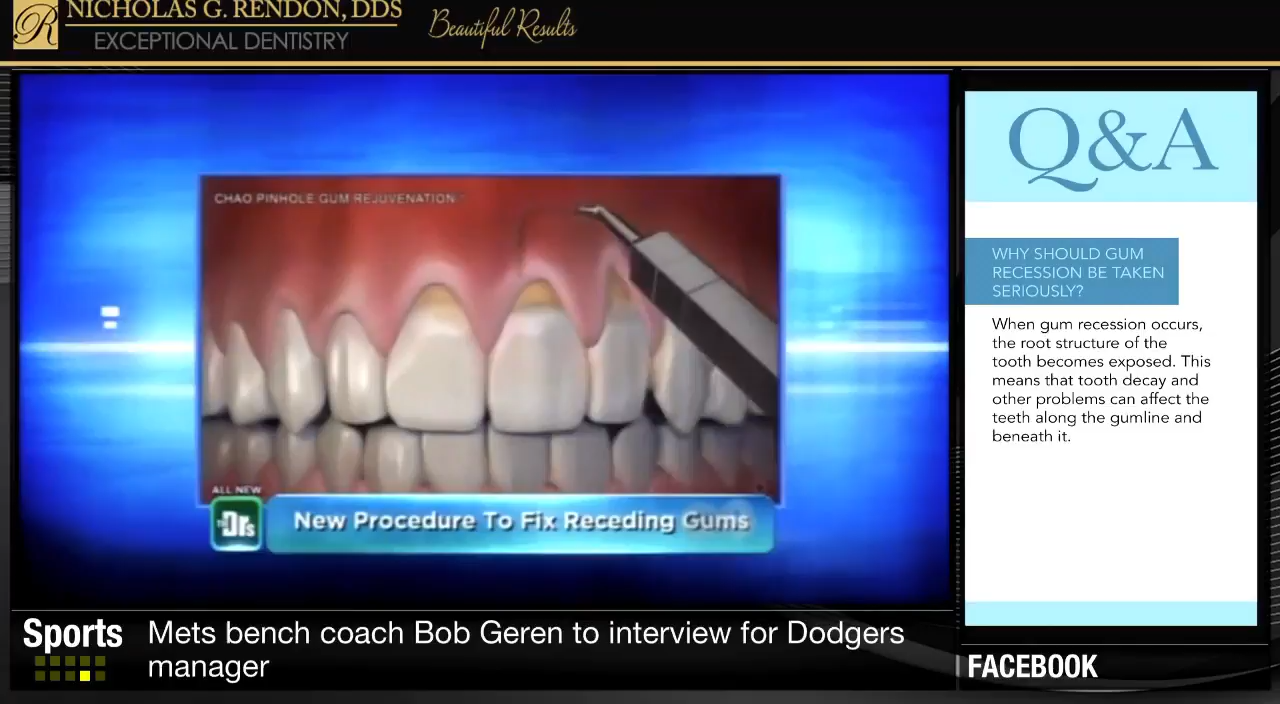 R
NICHOLAS G. RENDON, DDS
EXCEPTIONAL DENTISTRY
Beautiful Results
CHAO PINHOLE GUM REJUVENATION
ALL NEW
THE Drs
New Procedure To Fix Receding Gums
Q&A
WHY SHOULD GUM
RECESSION BE TAKEN
SERIOUSLY?
When gum recession occurs,
the root structure of the
tooth becomes exposed. This
means that tooth decay and
other problems can affect the
teeth along the gumline and
beneath it.
Sports
Mets bench coach Bob Geren to interview for Dodgers
manager
FACEBOOK